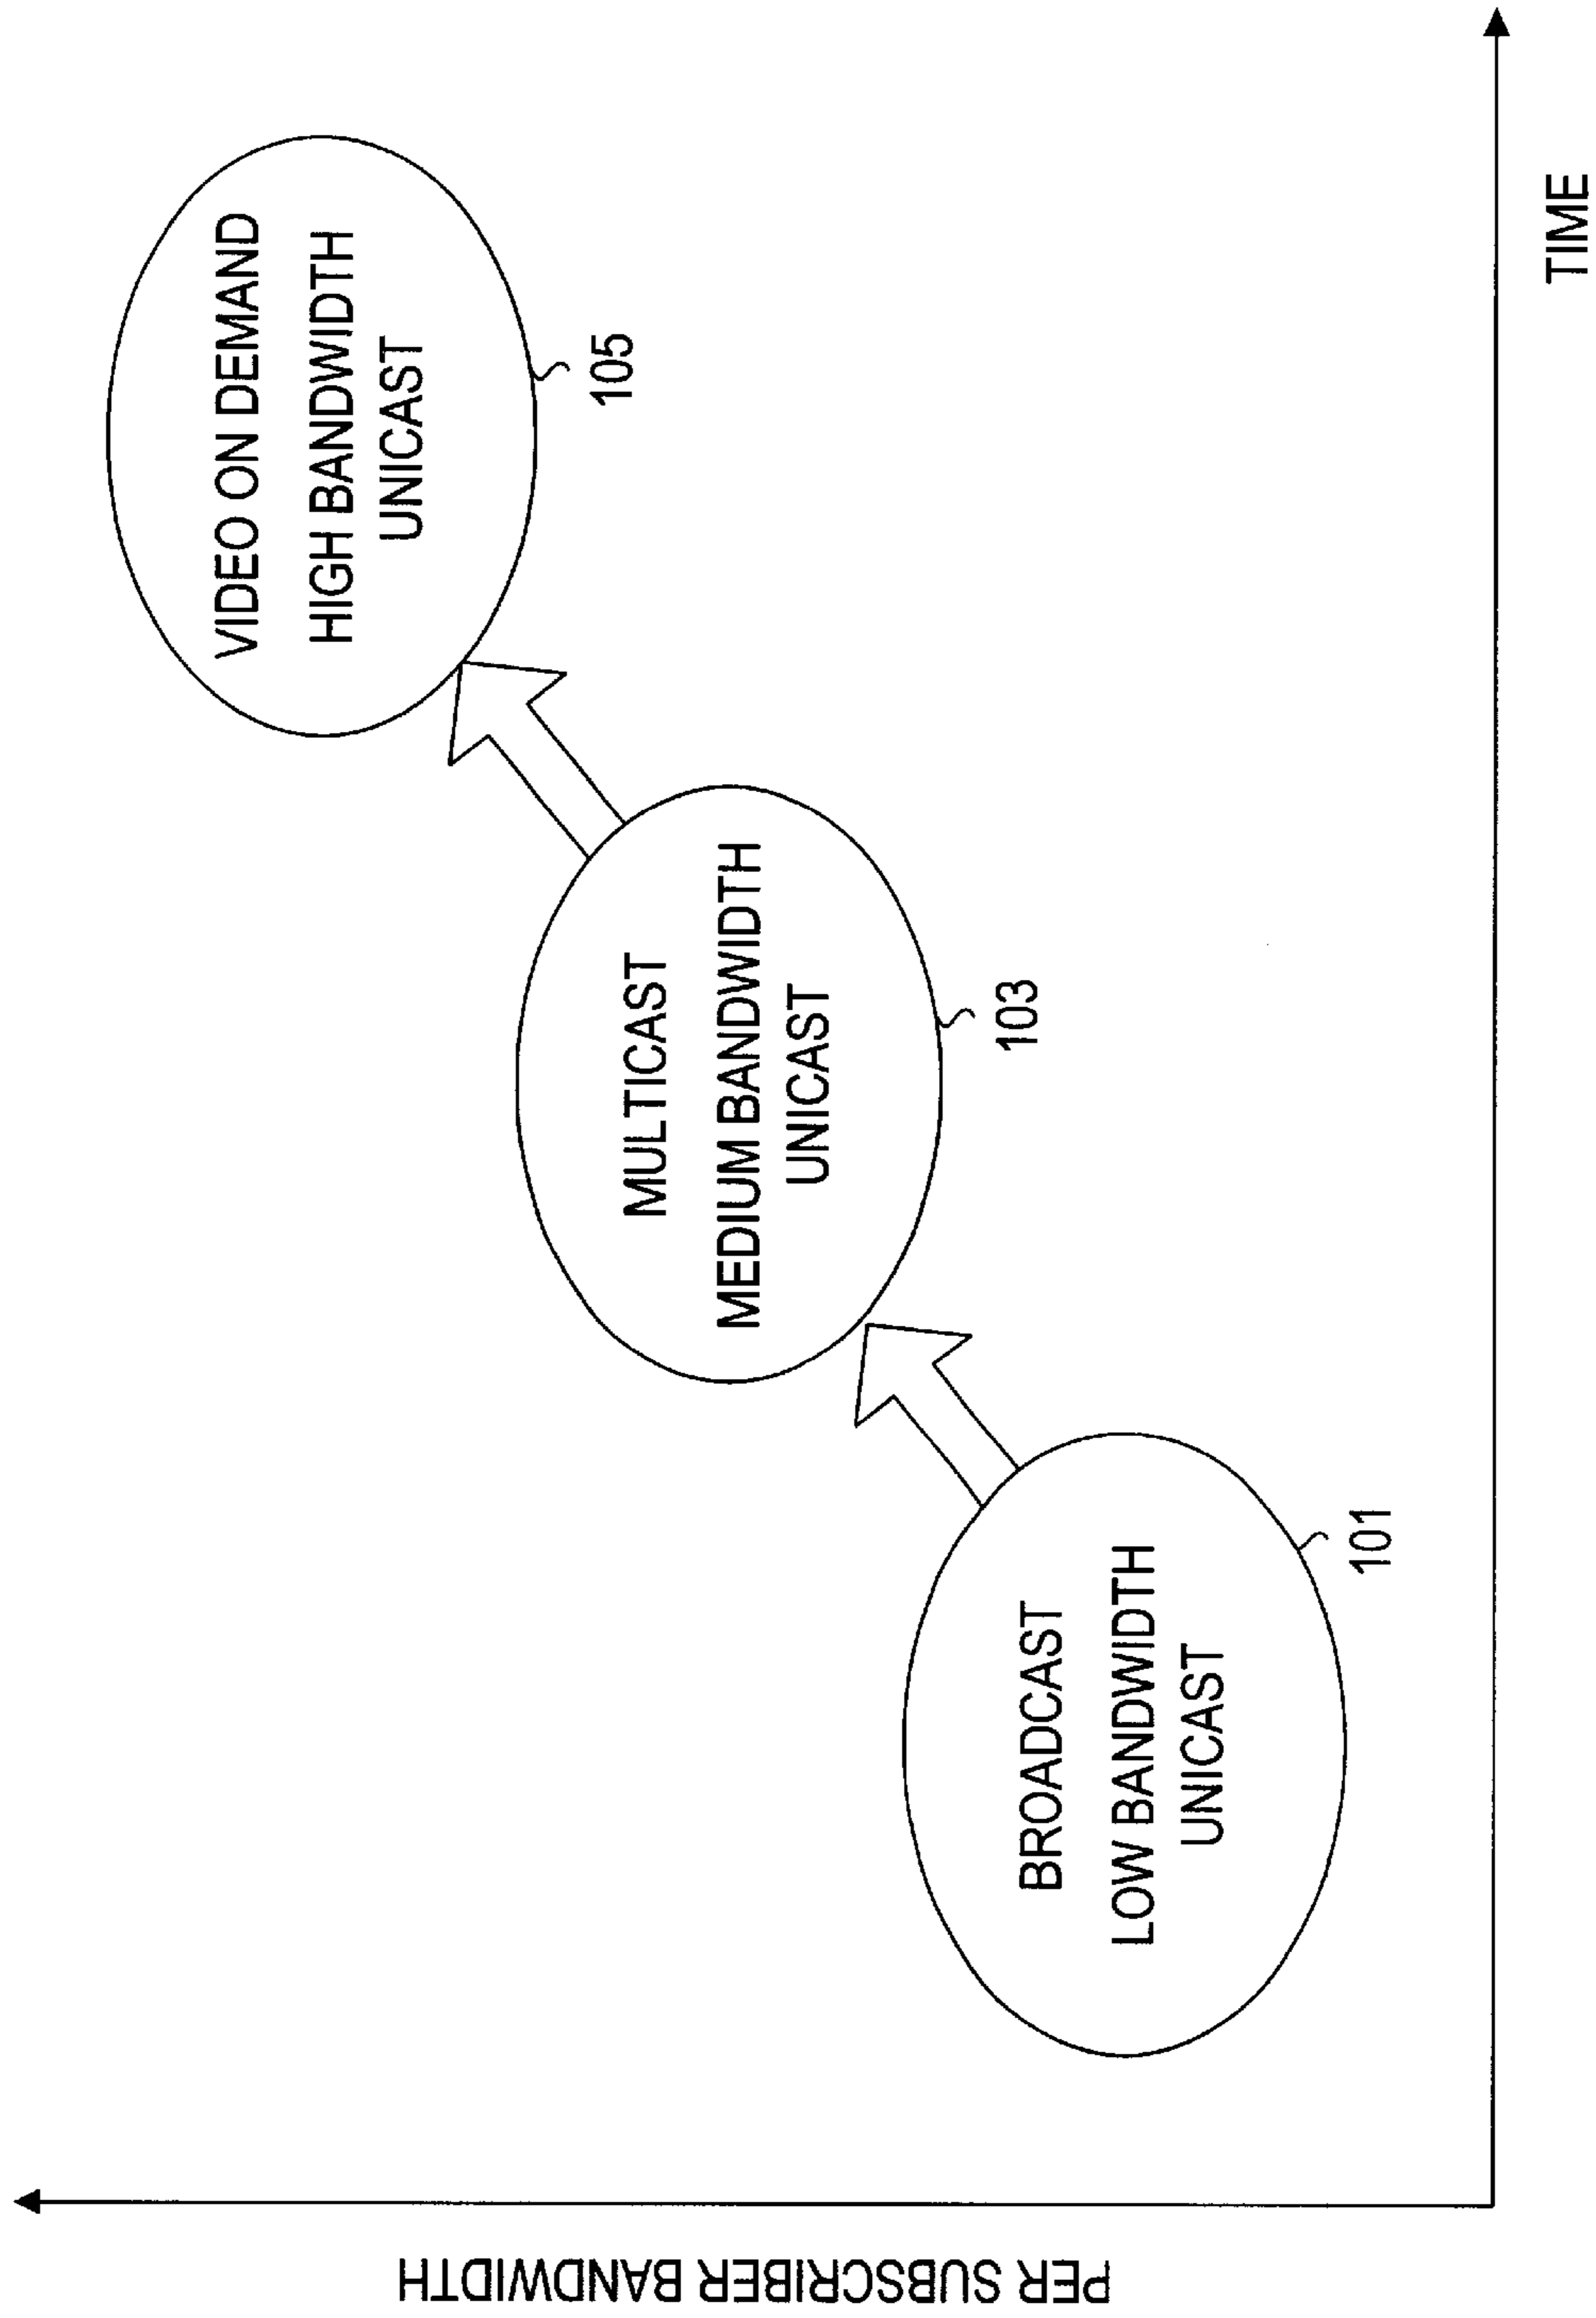 PER SUBSCRIBER BANDWIDTH
VIDEO ON DEMAND
HIGH BANDWIDTH
UNICAST
105
MULTICAST
MEDIUM BANDWIDTH
UNICAST
103
BROADCAST
LOW BANDWIDTH
UNICAST
101
TIME